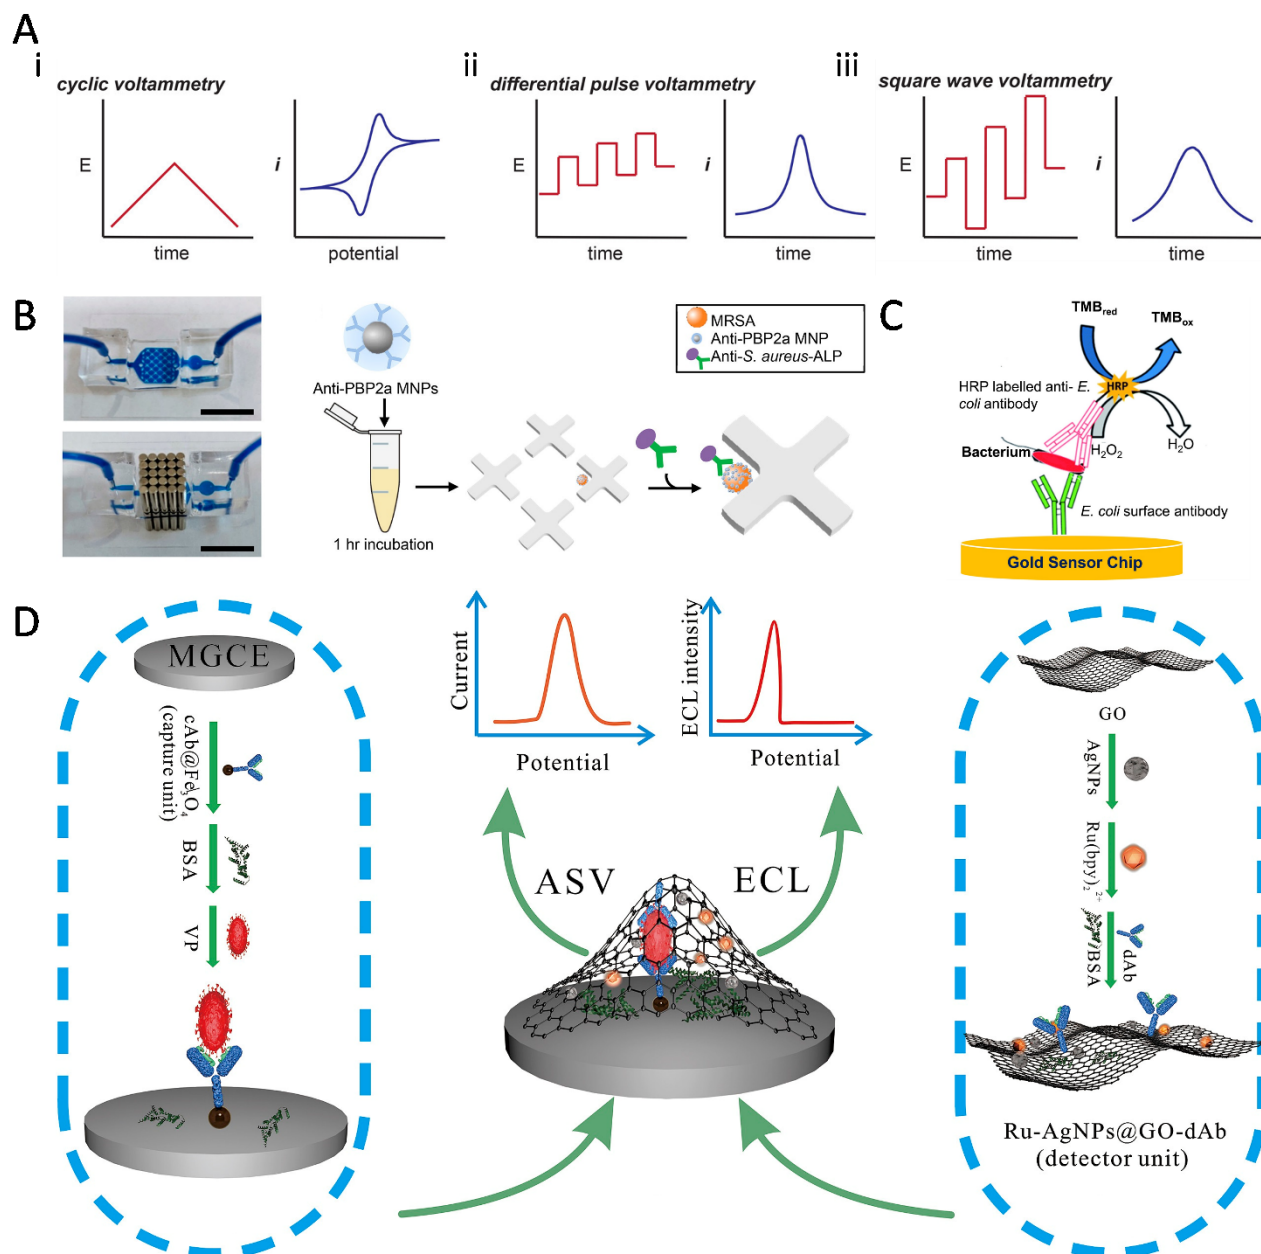 A
i
cyclic voltammetry
E
time
i
potential
ii
differential pulse voltammetry
E
time
i
time
iii
square wave voltammetry
E
time
i
time
B
Anti-PBP2a MNPs
1 hr incubation
MRSA
Anti-PBP2a MNP
Anti-S. aureus-ALP
C
TMBred
TMBox
HRP labelled anti- E.
coli antibody
HRP
Bacterium
H2O2
H2O
E. coli surface antibody
Gold Sensor Chip
D
MGCE
cAb@Fe3O4
(capture unit)
BSA
VP
Current
Potential
ECL intensity
Potential
ASV
ECL
GO
AgNPs
Ru(bpy)2 2+
BSA
dAb
Ru-AgNPs@GO-dAb
(detector unit)